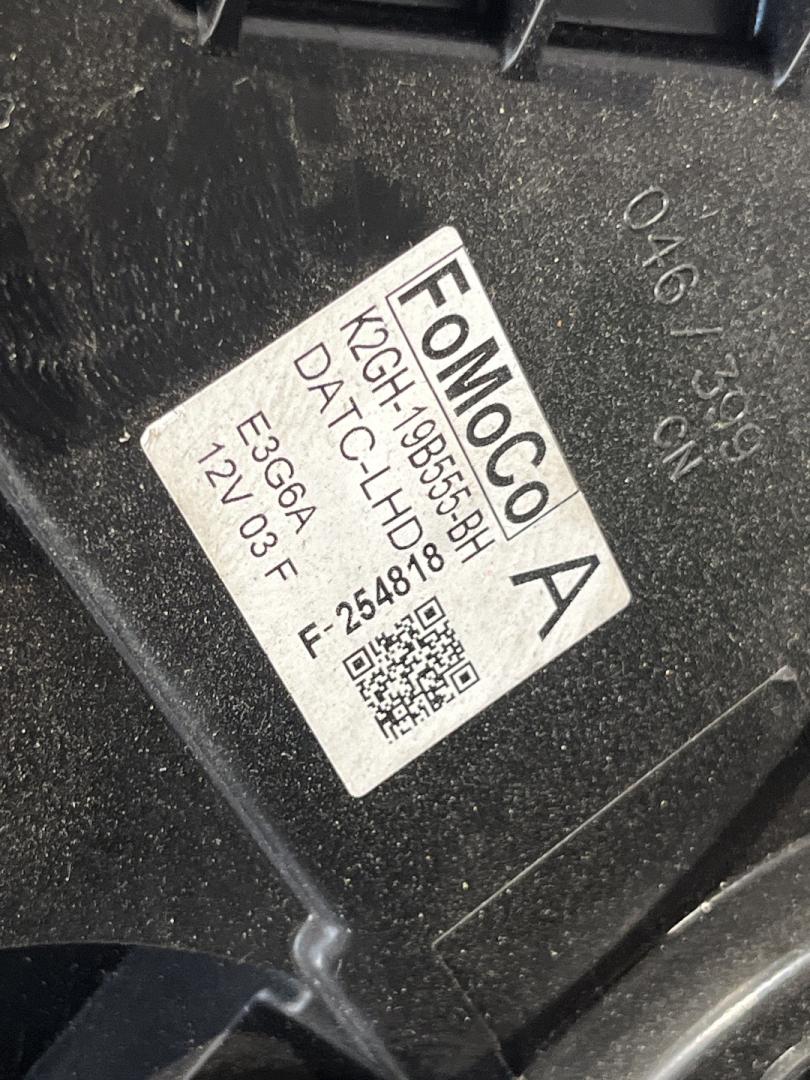 FoMoCo
A
K2GH-19B555-BH
DATC-LHD
F-254818
E3G6A
12V 03 F
046 / 399
CN